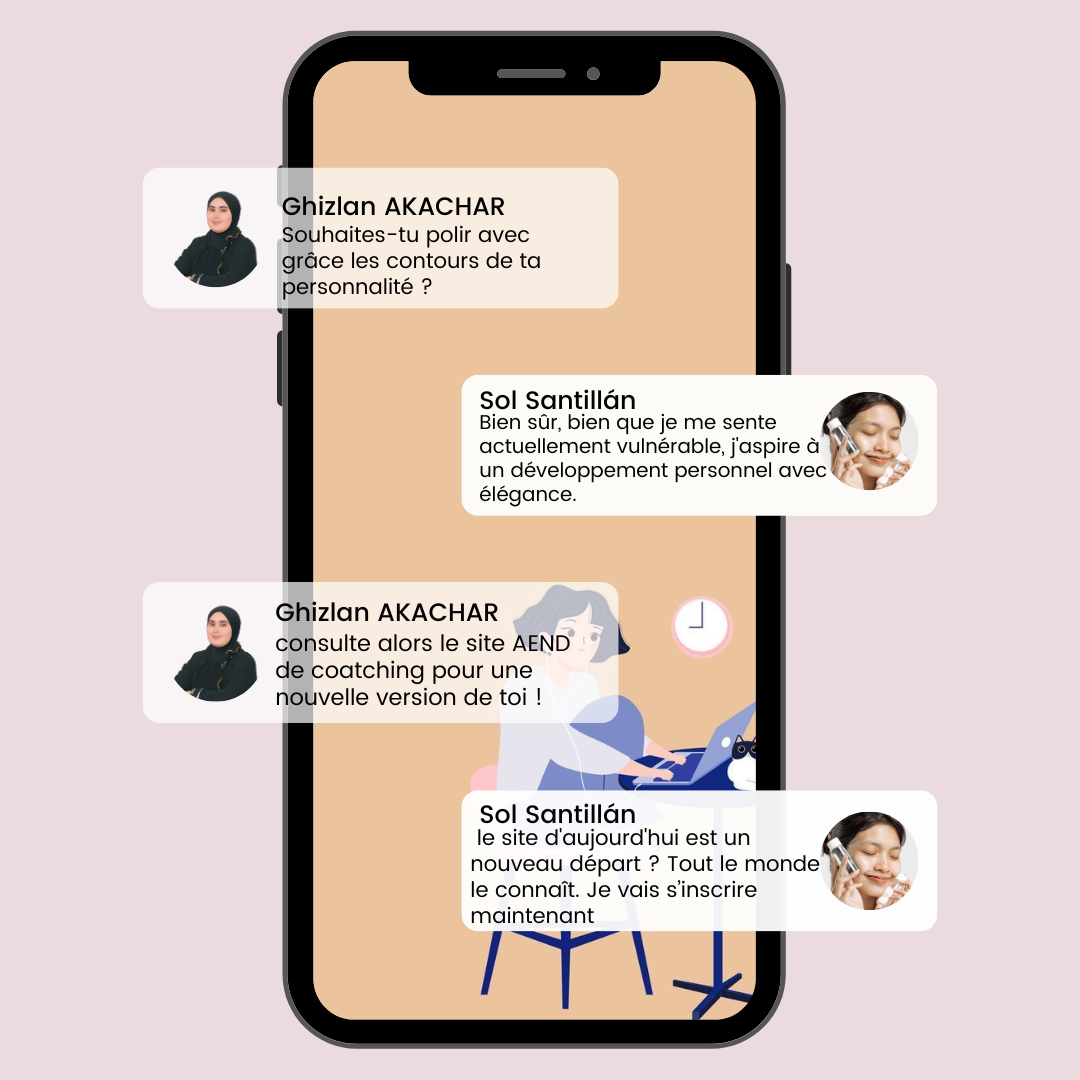 Ghizlan AKACHAR
Souhaites-tu polir avec
grâce les contours de ta
personnalité ?
Sol Santillán
Bien sûr, bien que je me sente
actuellement vulnérable, j'aspire à
un développement personnel avec
élégance.
Ghizlan AKACHAR
consulte alors le site AEND
de coatching pour une
nouvelle version de toi !
Sol Santillán
le site d'aujourd'hui est un
nouveau départ ? Tout le monde
le connaît. Je vais s’inscrire
maintenant